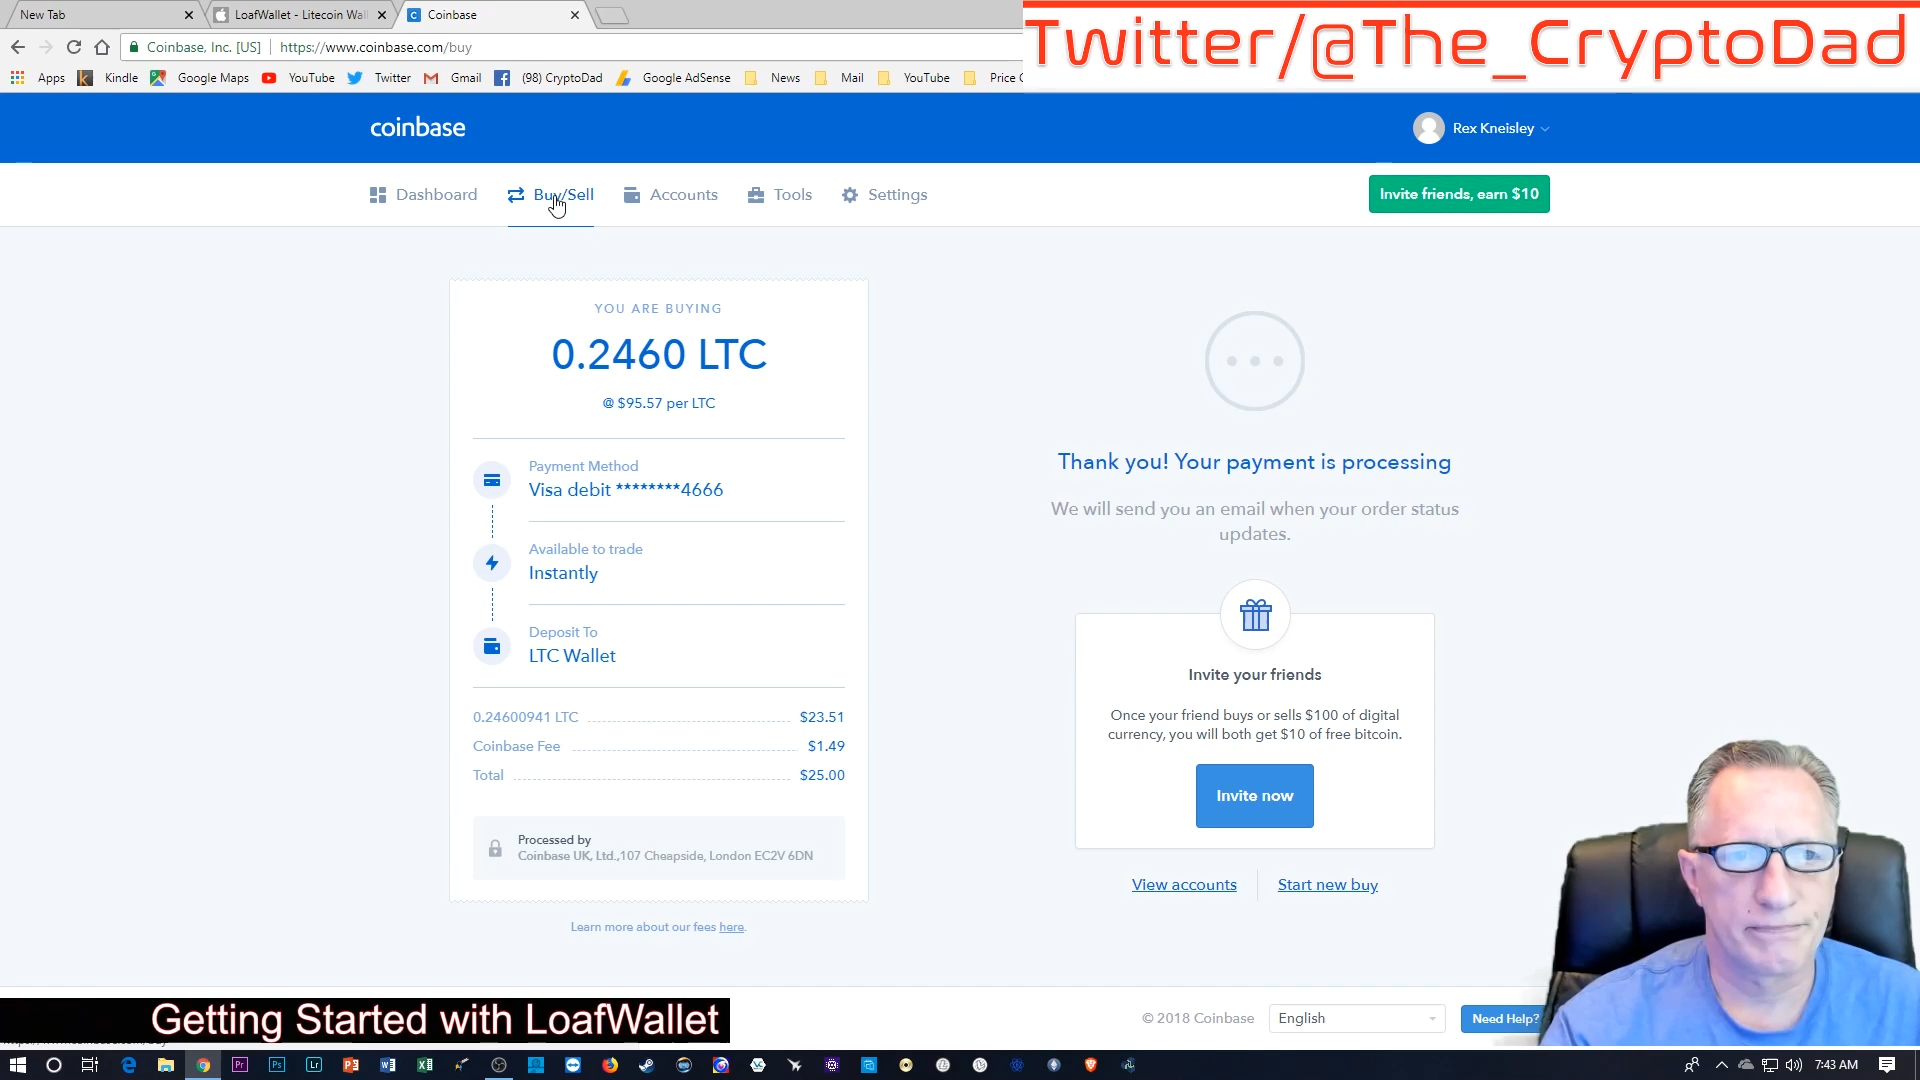 New Tab
LoafWallet - Litecoin Wal
Coinbase
Twitter/@The_CryptoDad
Coinbase, Inc. [US]
https://www.coinbase.com/buy
Apps
Kindle
Google Maps
YouTube
Twitter
Gmail
(98) CryptoDad
Google AdSense
News
Mail
YouTube
Price C
coinbase
Rex Kneisley
Dashboard
Buy/Sell
Accounts
Tools
Settings
Invite friends, earn $10
YOU ARE BUYING
0.2460 LTC
@ $95.57 per LTC
Payment Method
Visa debit ********4666
Available to trade
Instantly
Deposit To
LTC Wallet
0.24600941 LTC $23.51
Coinbase Fee $1.49
Total $25.00
Processed by
Coinbase UK, Ltd.,107 Cheapside, London EC2V 6DN
Learn more about our fees here.
Thank you! Your payment is processing
We will send you an email when your order status
updates.
Invite your friends
Once your friend buys or sells $100 of digital
currency, you will both get $10 of free bitcoin.
Invite now
View accounts
Start new buy
Getting Started with LoafWallet
© 2018 Coinbase
English
Need Help?
7:43 AM